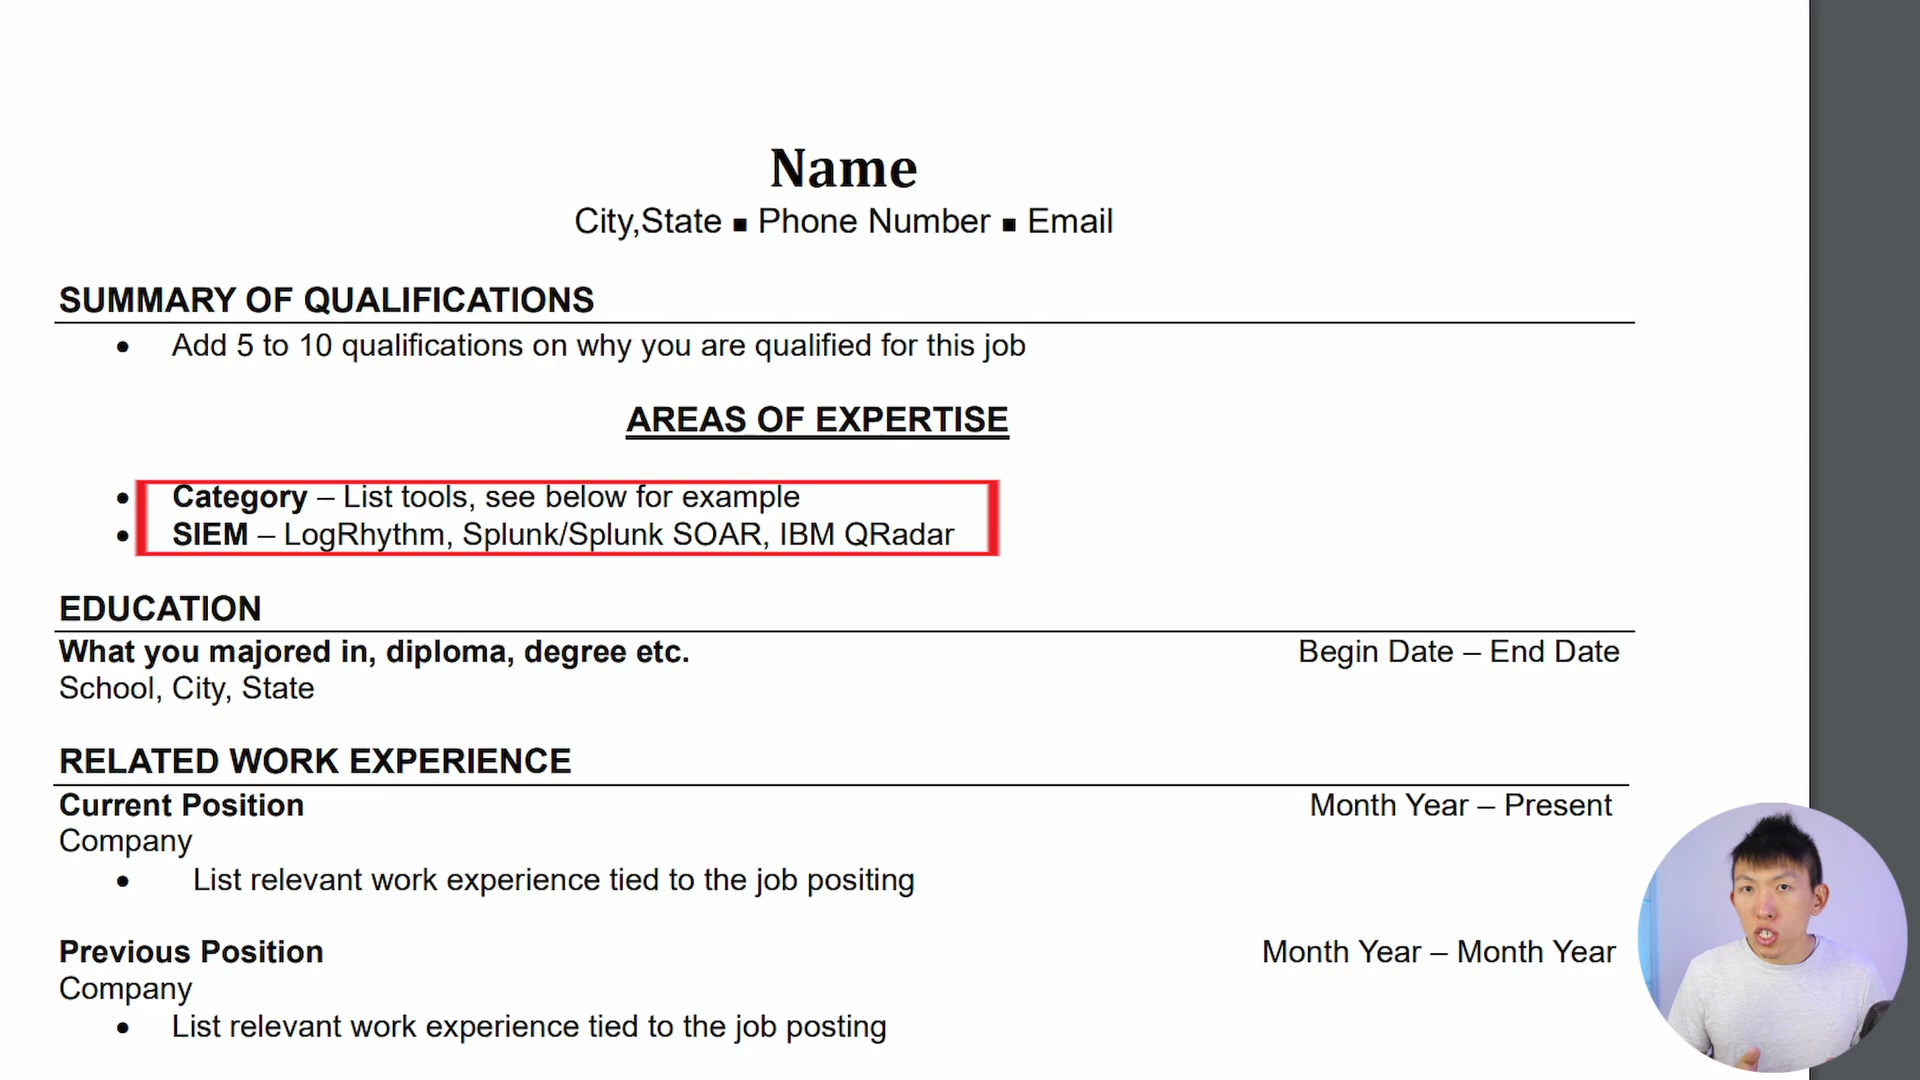 Name
City,State ▪ Phone Number ▪ Email
SUMMARY OF QUALIFICATIONS
• Add 5 to 10 qualifications on why you are qualified for this job
AREAS OF EXPERTISE
• Category – List tools, see below for example
• SIEM – LogRhythm, Splunk/Splunk SOAR, IBM QRadar
EDUCATION
What you majored in, diploma, degree etc. Begin Date – End Date
School, City, State
RELATED WORK EXPERIENCE
Current Position Month Year – Present
Company
• List relevant work experience tied to the job positing
Previous Position Month Year – Month Year
Company
• List relevant work experience tied to the job posting